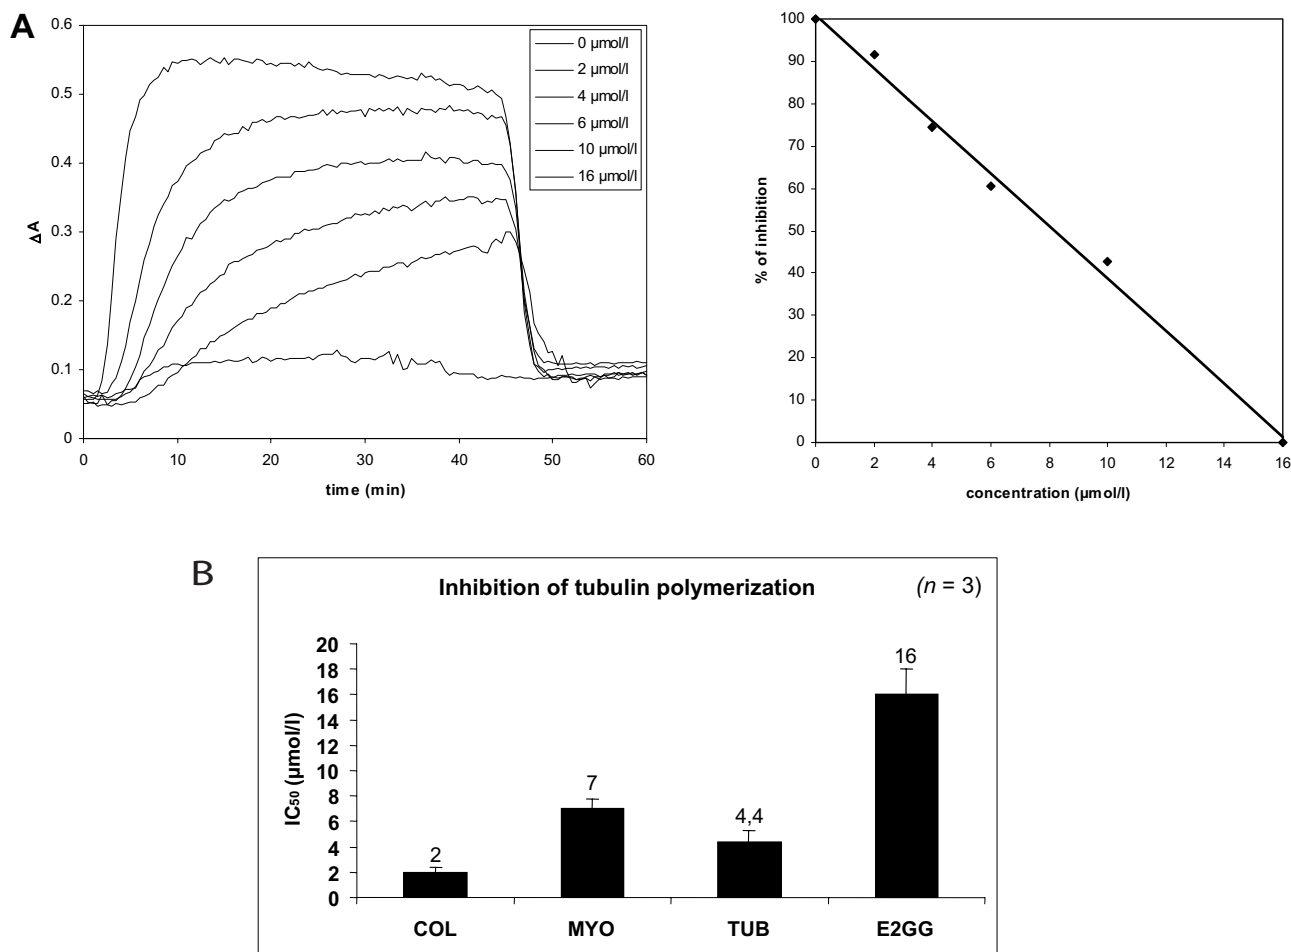 A
0.6
0.5
0.4
0.3
0.2
0.1
0
ΔA
0 10 20 30 40 50 60
time (min)
0 µmol/l
2 µmol/l
4 µmol/l
6 µmol/l
10 µmol/l
16 µmol/l
100
90
80
70
60
50
40
30
20
10
0
% of inhibition
0 2 4 6 8 10 12 14 16
concentration (µmol/l)
B
Inhibition of tubulin polymerization
(n = 3)
20
18
16
14
12
10
8
6
4
2
0
IC50 (µmol/l)
2
7
4,4
16
COL MYO TUB E2GG